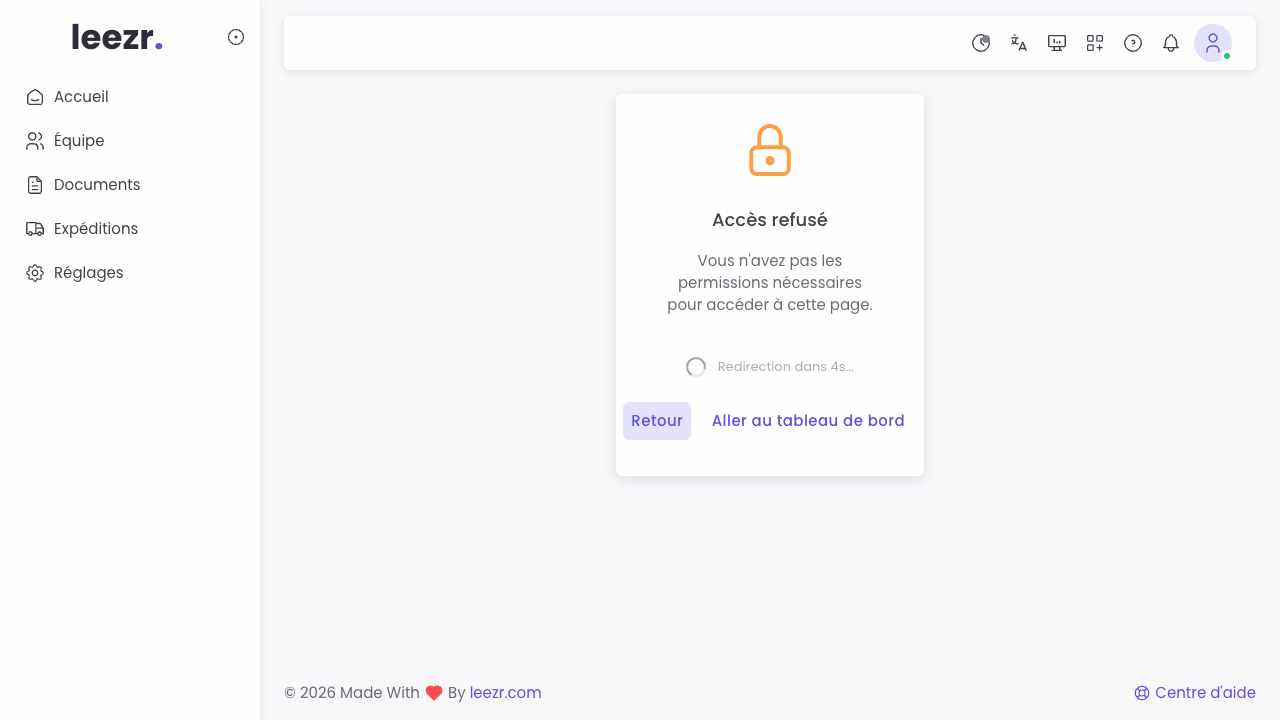 leezr.
Accueil
Équipe
Documents
Expéditions
Réglages
Accès refusé
Vous n'avez pas les
permissions nécessaires
pour accéder à cette page.
Redirection dans 4s...
Retour
Aller au tableau de bord
© 2026 Made With By leezr.com
Centre d'aide